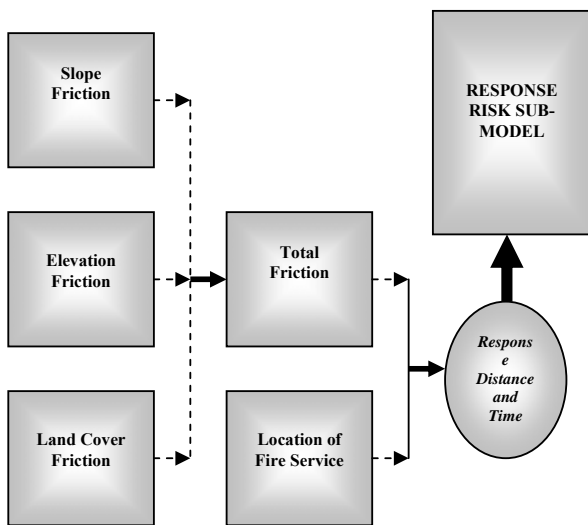 Slope
Friction
RESPONSE
RISK SUB-
MODEL
Elevation
Friction
Total
Friction
Respons
e
Distance
and
Time
Land Cover
Friction
Location of
Fire Service